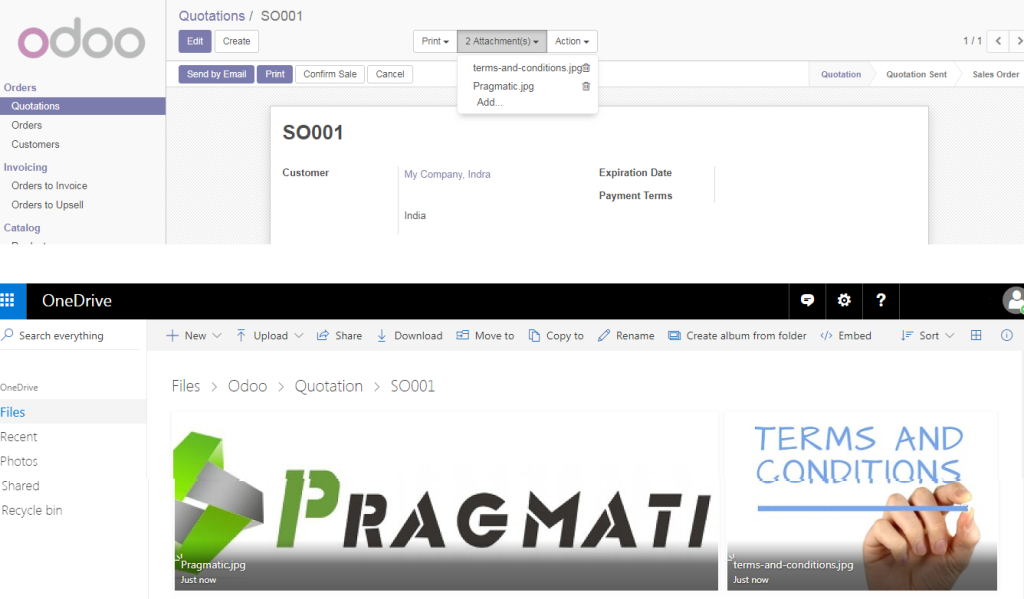 odoo
Quotations / SO001
Edit Create Print 2 Attachment(s) Action 1 / 1
terms-and-conditions.jpg
Pragmatic.jpg
Add...
Send by Email Print Confirm Sale Cancel Quotation Quotation Sent Sales Order
Orders
Quotations
Orders
Customers
Invoicing
Orders to Invoice
Orders to Upsell
Catalog
SO001
Customer My Company, Indra Expiration Date
Payment Terms
India
OneDrive ?
Search everything New Upload Share Download Move to Copy to Rename Create album from folder Embed Sort
Files > Odoo > Quotation > SO001
OneDrive
Files
Recent
Photos
Shared
Recycle bin
PRAGMATI
Pragmatic.jpg
Just now
TERMS AND
CONDITIONS
terms-and-conditions.jpg
Just now